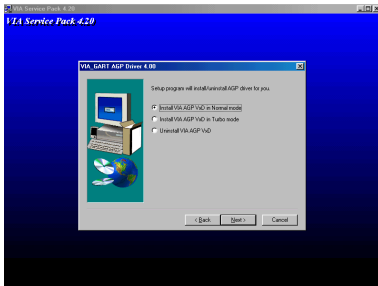 VIA Service Pack 4.20
VIA Service Pack 4.20
VIA_GART AGP Driver 4.00
Setup program will install/uninstall AGP driver for you.
Install VIA AGP VxD in Normal mode
Install VIA AGP VxD in Turbo mode
Uninstall VIA AGP VxD
< Back
Next >
Cancel